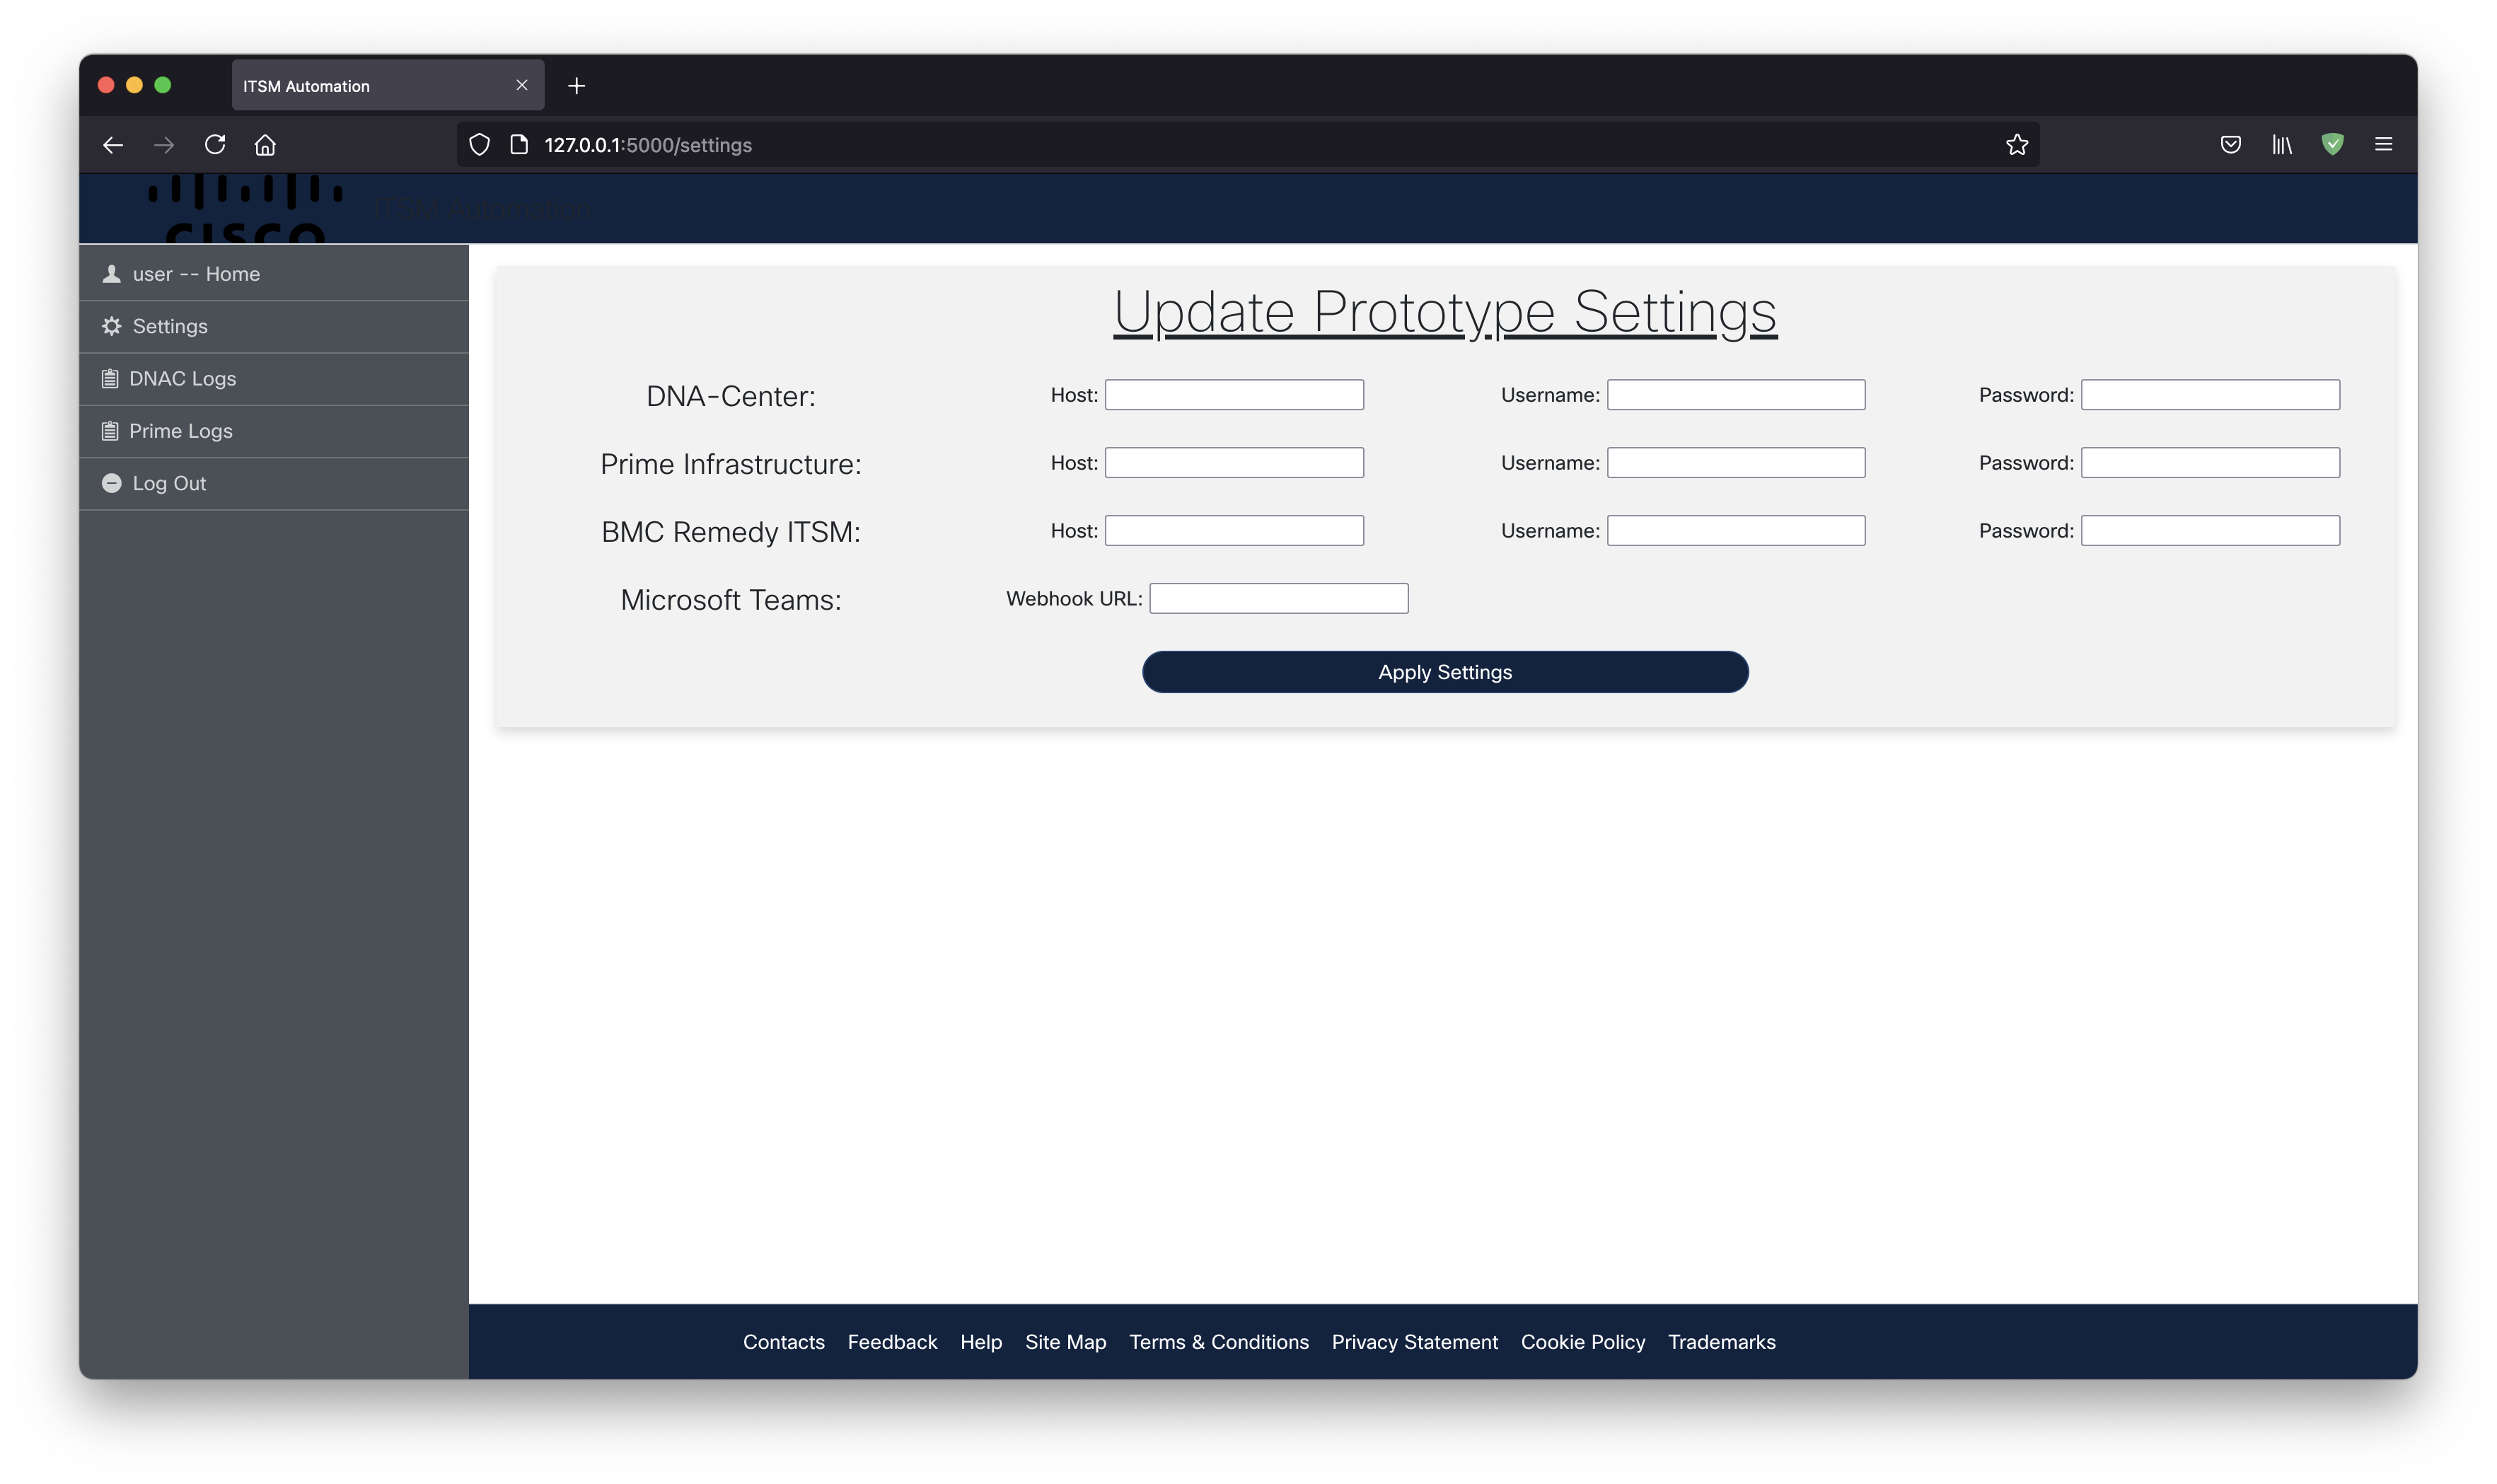 ITSM Automation
127.0.0.1:5000/settings
CISCO
ITSM Automation
user -- Home
Settings
DNAC Logs
Prime Logs
Log Out
Update Prototype Settings
DNA-Center: Host: Username: Password:
Prime Infrastructure: Host: Username: Password:
BMC Remedy ITSM: Host: Username: Password:
Microsoft Teams: Webhook URL:
Apply Settings
Contacts Feedback Help Site Map Terms & Conditions Privacy Statement Cookie Policy Trademarks